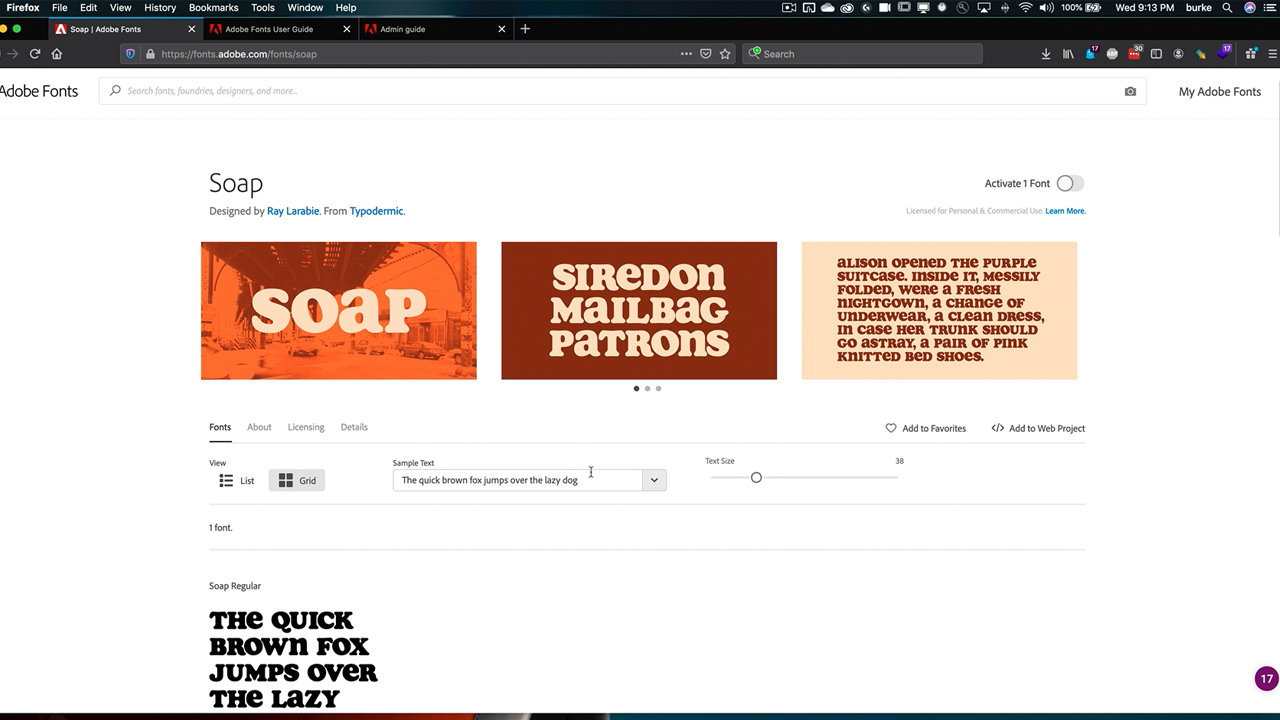 Firefox File Edit View History Bookmarks Tools Window Help 100% Wed 9:13 PM burke
Soap | Adobe Fonts Adobe Fonts User Guide Admin guide
https://fonts.adobe.com/fonts/soap Search 17 30 17
Adobe Fonts Search fonts, foundries, designers, and more... My Adobe Fonts
Soap
Activate 1 Font
Designed by Ray Larabie. From Typodermic.
Licensed for Personal & Commercial Use. Learn More.
SOAP
SIREDON
MAILBAG
PATRONS
ALISON OPENED THE PURPLE
SUITCASE. INSIDE IT, MESSILY
FOLDED, WERE A FRESH
NIGHTGOWN, A CHANGE OF
UNDERWEAR, A CLEAN DRESS,
IN CASE HER TRUNK SHOULD
GO ASTRAY, A PAIR OF PINK
KNITTED BED SHOES.
Fonts About Licensing Details Add to Favorites Add to Web Project
View Sample Text Text Size 38
List Grid The quick brown fox jumps over the lazy dog
1 font.
Soap Regular
THE QUICK
BROWN FOX
JUMPS OVER
THE LAZY
17